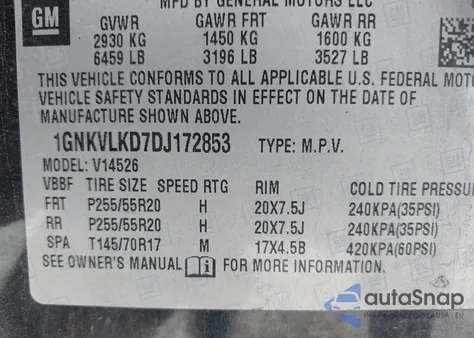 GM
MFD BY GENERAL MOTORS LLC
GVWR GAWR FRT GAWR RR
2930 KG 1450 KG 1600 KG
6459 LB 3196 LB 3527 LB
THIS VEHICLE CONFORMS TO ALL APPLICABLE U.S. FEDERAL MOTOR
VEHICLE SAFETY STANDARDS IN EFFECT ON THE DATE OF
MANUFACTURE SHOWN ABOVE.
1GNKVLKD7DJ172853 TYPE: M.P.V.
MODEL: V14526
VBBF TIRE SIZE SPEED RTG RIM COLD TIRE PRESSU
FRT P255/55R20 H 20X7.5J 240KPA(35PSI)
RR P255/55R20 H 20X7.5J 240KPA(35PSI)
SPA T145/70R17 M 17X4.5B 420KPA(60PSI)
SEE OWNER'S MANUAL i FOR MORE INFORMATION.
autoSnap